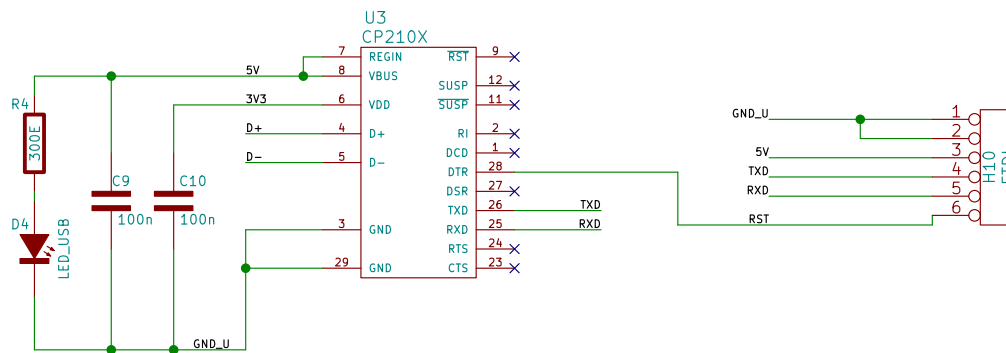 U3
CP210X
7 REGIN RST 9
5V 8 VBUS
SUSP 12
R4 3V3 6 VDD SUSP 11
300E
D+ 4 D+ RI 2
D- 5 D- DCD 1
DTR 28
C9 C10 DSR 27
100n 100n
TXD 26 TXD
D4 3 GND RXD 25 RXD
LED_USB
RTS 24
29 GND CTS 23
GND_U
GND_U 1
2
5V 3
TXD 4
RXD 5
RST 6
H10